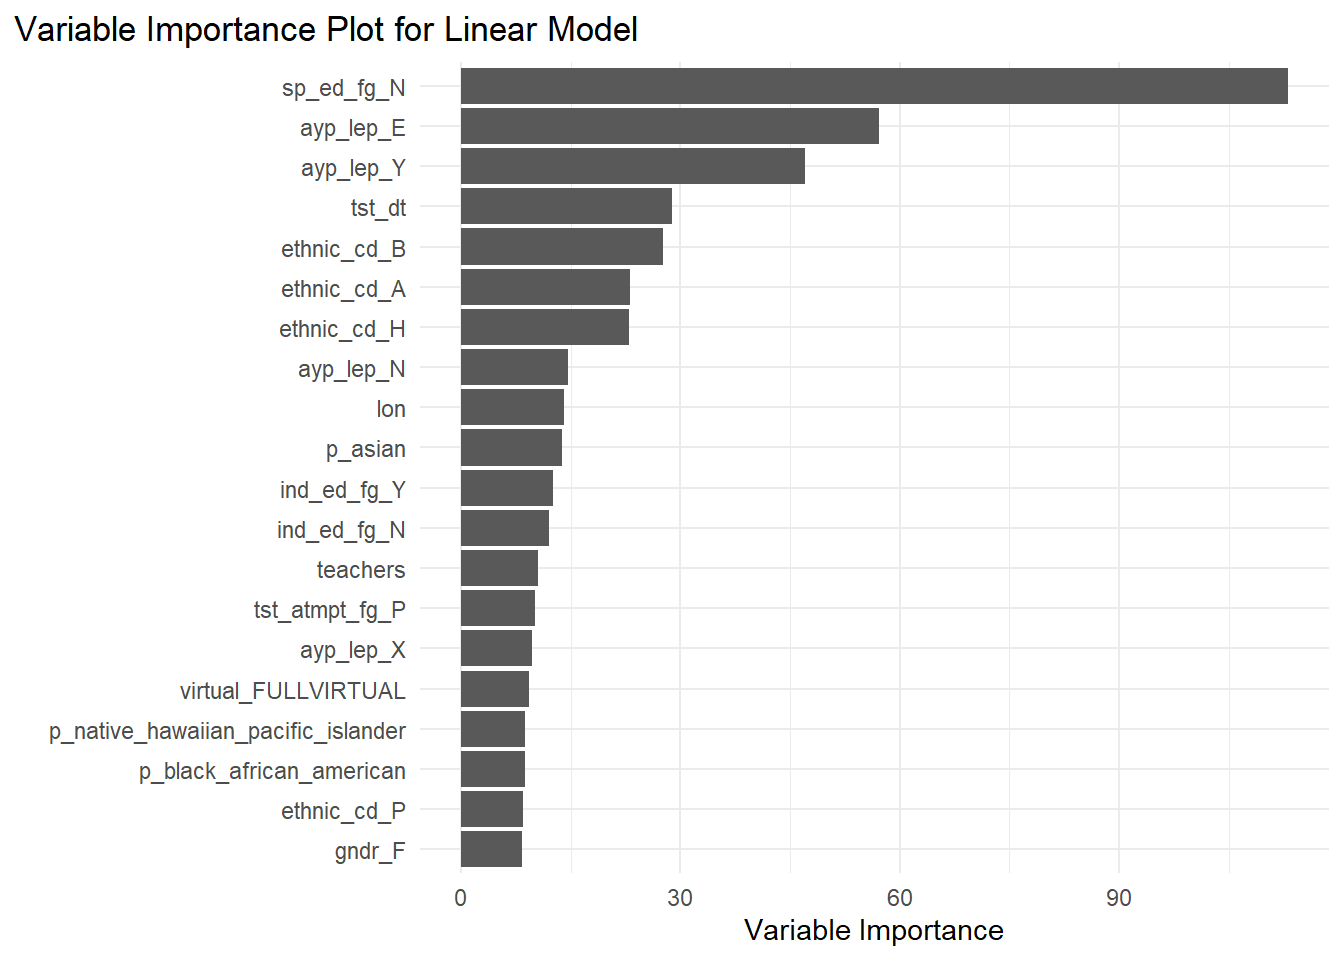 Variable Importance Plot for Linear Model
sp_ed_fg_N
ayp_lep_E
ayp_lep_Y
tst_dt
ethnic_cd_B
ethnic_cd_A
ethnic_cd_H
ayp_lep_N
lon
p_asian
ind_ed_fg_Y
ind_ed_fg_N
teachers
tst_atmpt_fg_P
ayp_lep_X
virtual_FULLVIRTUAL
p_native_hawaiian_pacific_islander
p_black_african_american
ethnic_cd_P
gndr_F
0 30 60 90
Variable Importance